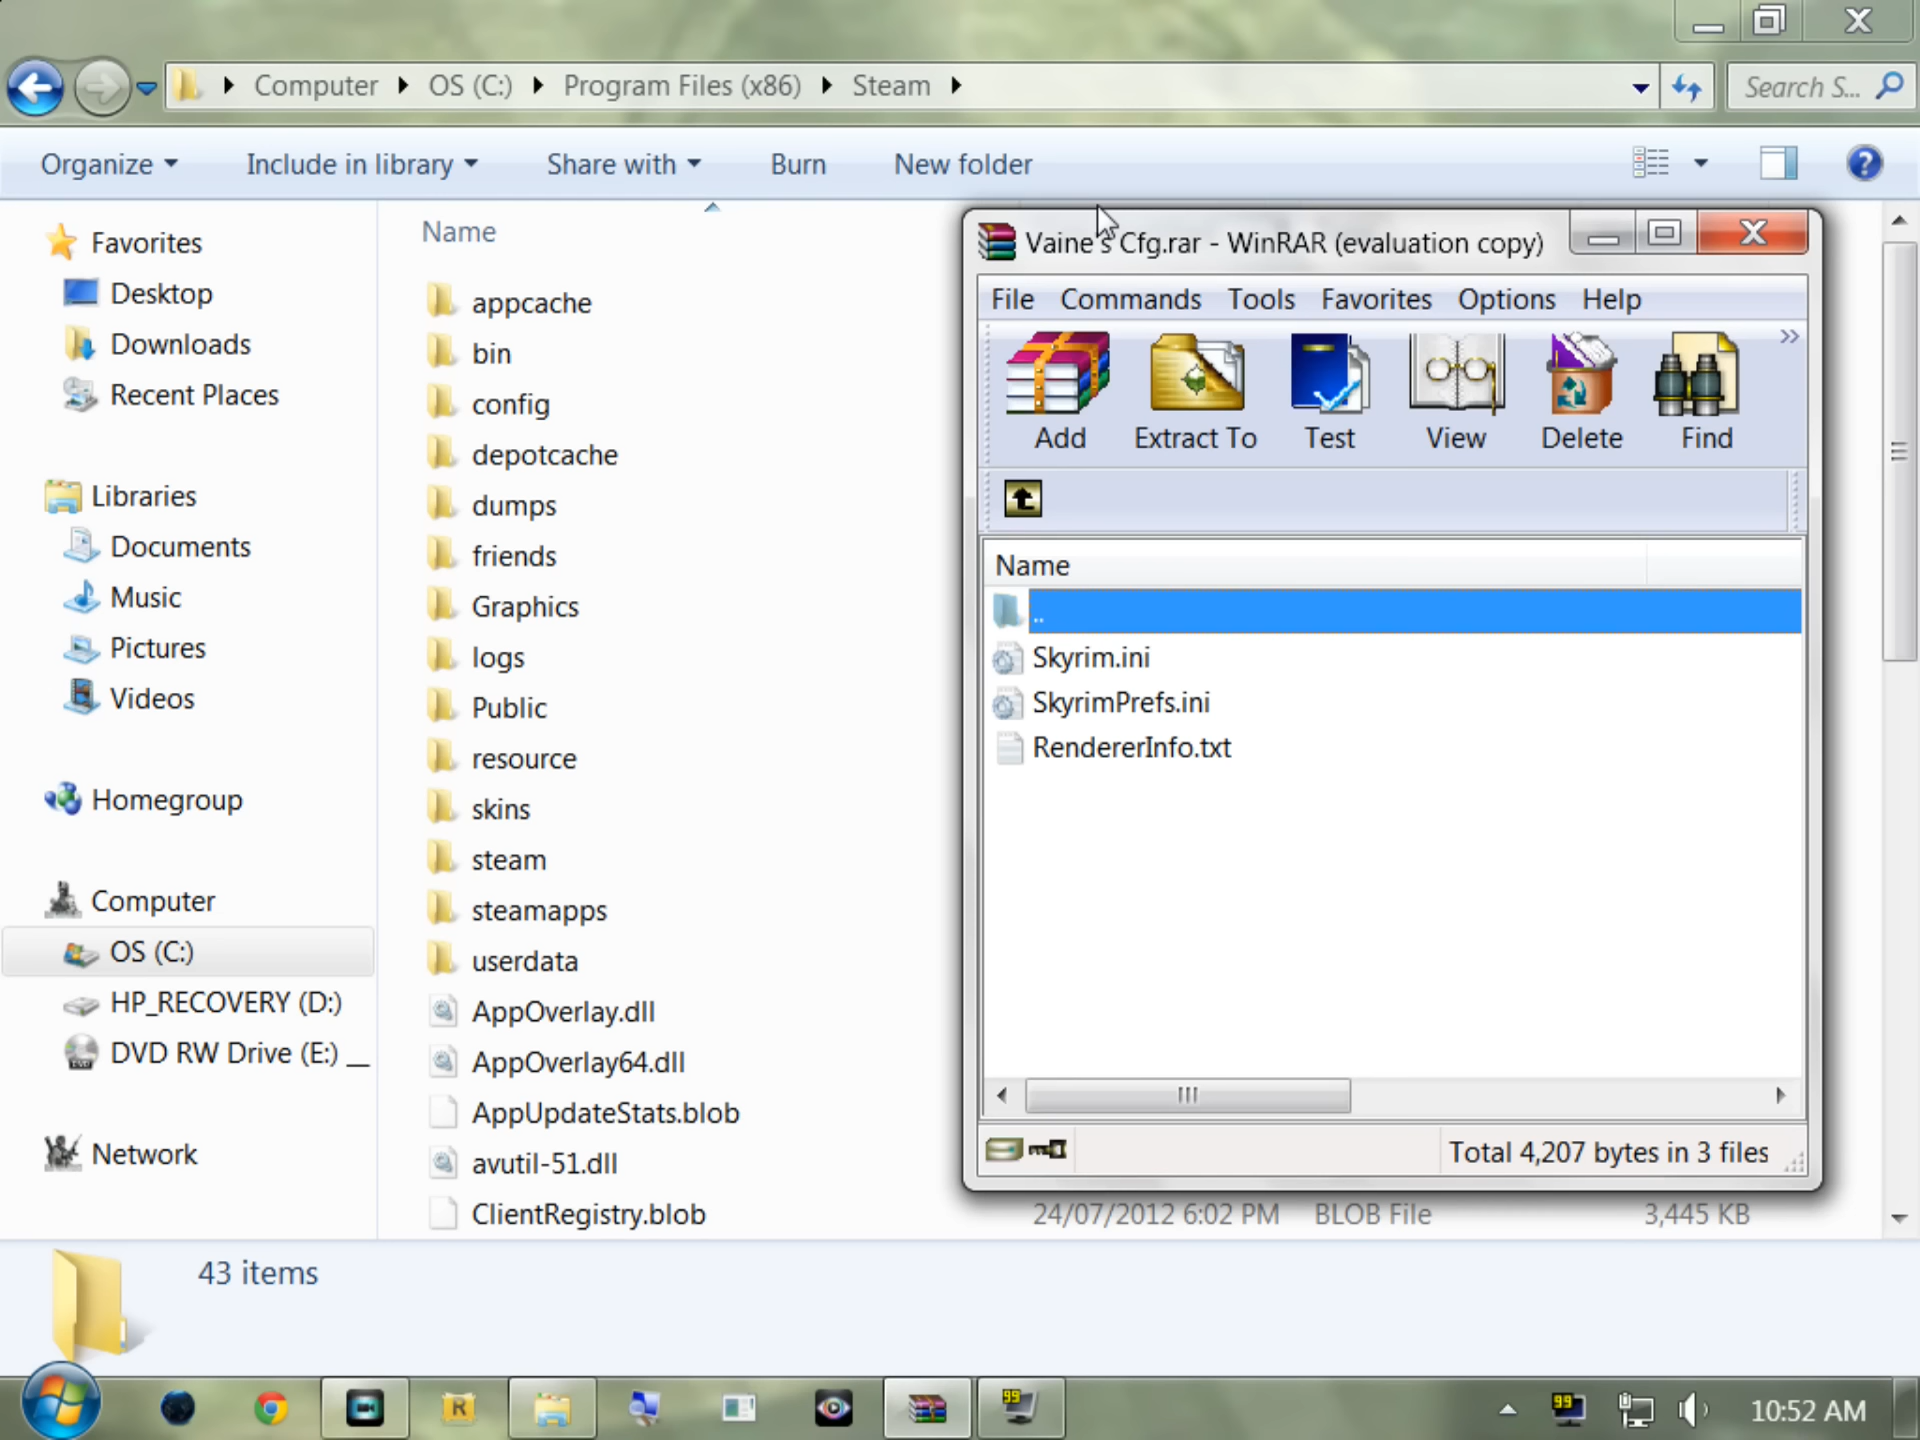 Computer OS (C:) Program Files (x86) Steam
Search S...
Organize Include in library Share with Burn New folder
Favorites
Desktop
Downloads
Recent Places
Libraries
Documents
Music
Pictures
Videos
Homegroup
Computer
OS (C:)
HP_RECOVERY (D:)
DVD RW Drive (E:) __
Network
Name
appcache
bin
config
depotcache
dumps
friends
Graphics
logs
Public
resource
skins
steam
steamapps
userdata
AppOverlay.dll
AppOverlay64.dll
AppUpdateStats.blob
avutil-51.dll
ClientRegistry.blob 24/07/2012 6:02 PM BLOB File 3,445 KB
Vaine's Cfg.rar - WinRAR (evaluation copy)
File Commands Tools Favorites Options Help
Add Extract To Test View Delete Find
Name
..
Skyrim.ini
SkyrimPrefs.ini
RendererInfo.txt
Total 4,207 bytes in 3 files
43 items
R
99
99
10:52 AM